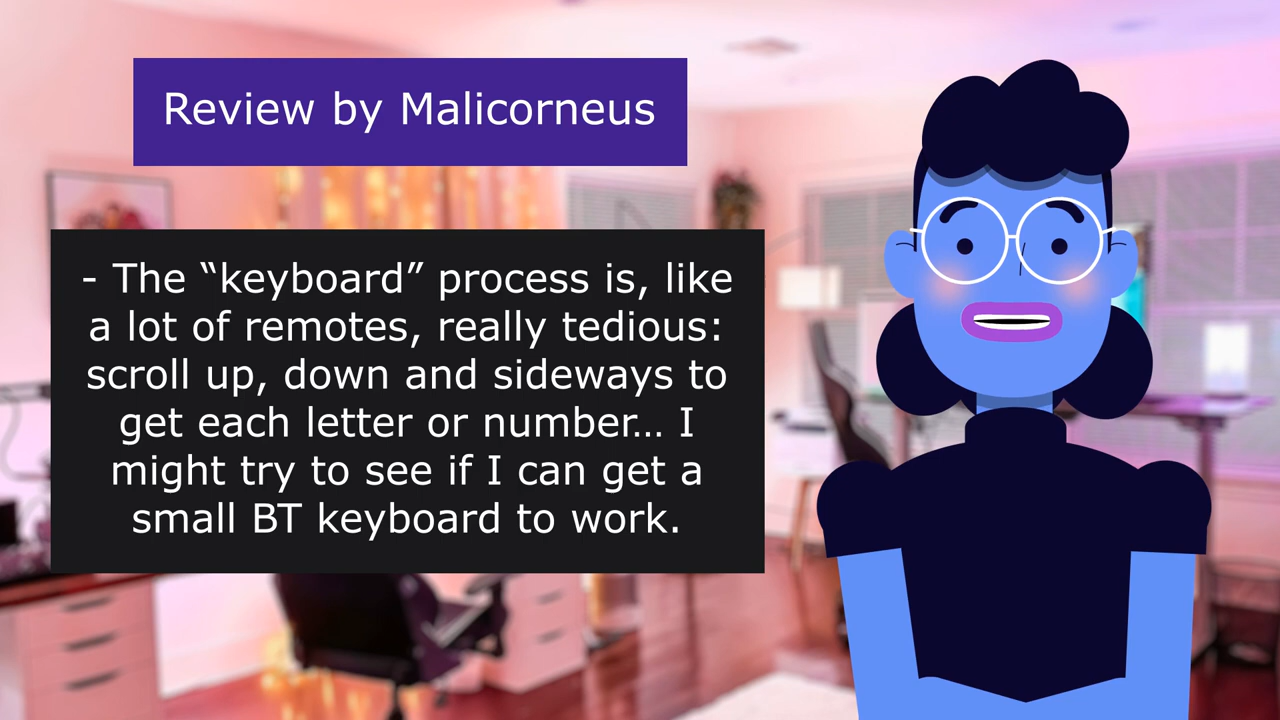 Review by Malicorneus
- The “keyboard” process is, like
a lot of remotes, really tedious:
scroll up, down and sideways to
get each letter or number... I
might try to see if I can get a
small BT keyboard to work.